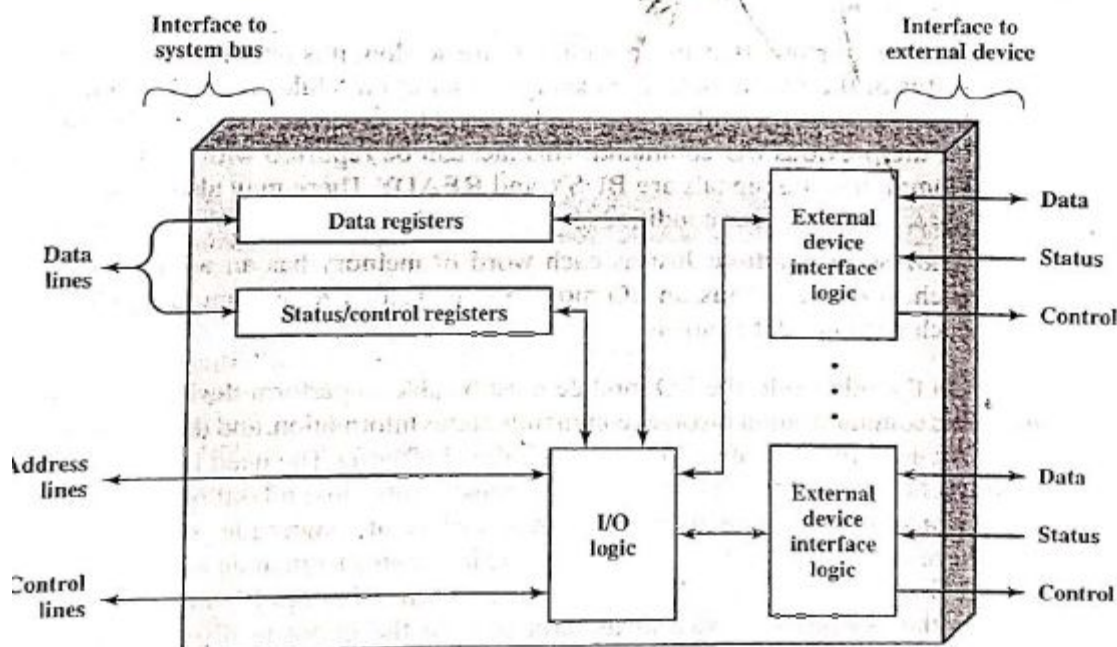 Interface to
system bus
Interface to
external device
Data
lines
Data registers
Status/control registers
External
device
interface
logic
Data
Status
Control
Address
lines
Control
lines
I/O
logic
External
device
interface
logic
Data
Status
Control